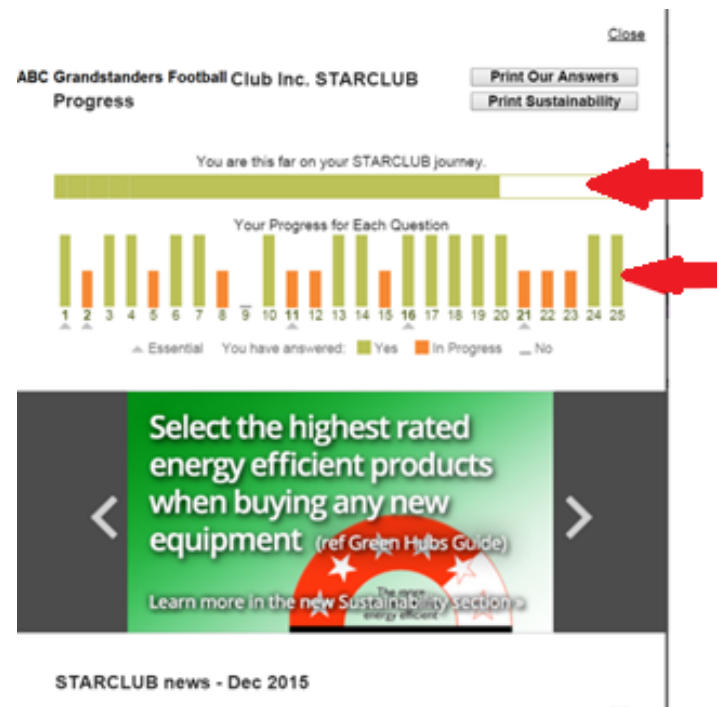 Close
ABC Grandstanders Football Club Inc. STARCLUB
Progress
Print Our Answers
Print Sustainability
You are this far on your STARCLUB journey.
Your Progress for Each Question
1 2 3 4 5 6 7 8 9 10 11 12 13 14 15 16 17 18 19 20 21 22 23 24 25
Essential You have answered: Yes In Progress No
Select the highest rated
energy efficient products
when buying any new
equipment (ref Green Hubs Guide)
The more
energy efficient
Learn more in the new Sustainability section »
STARCLUB news - Dec 2015